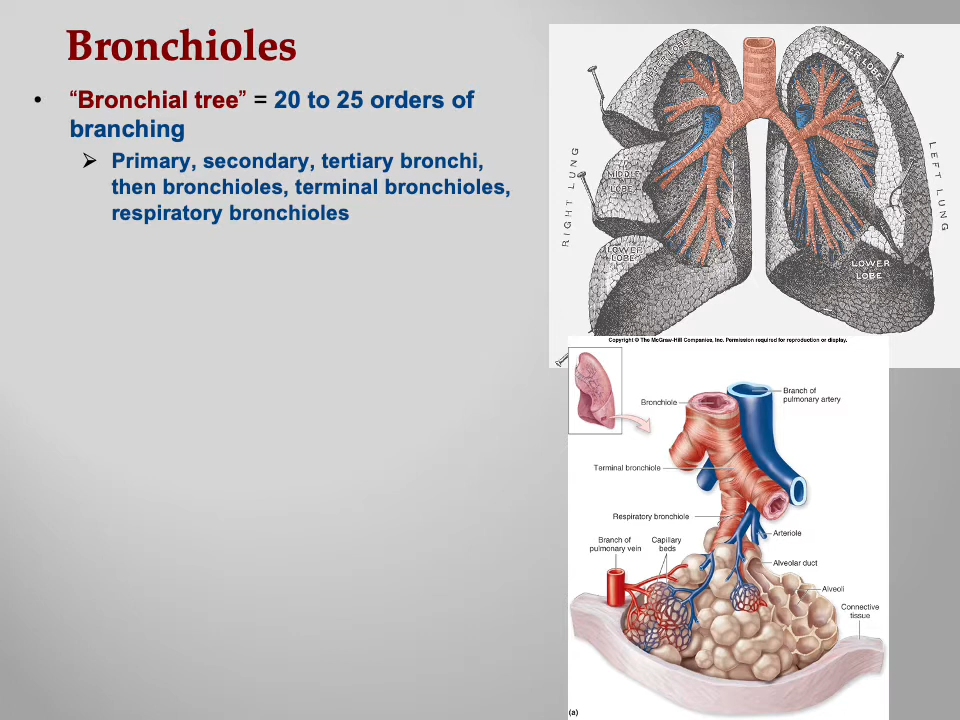 Bronchioles
• “Bronchial tree” = 20 to 25 orders of
branching
➢ Primary, secondary, tertiary bronchi,
then bronchioles, terminal bronchioles,
respiratory bronchioles
UPPER LOBE
UPPER LOBE
RIGHT LUNG
MIDDLE
LOBE
LEFT LUNG
LOWER
LOBE
LOWER
LOBE
Copyright © The McGraw-Hill Companies, Inc. Permission required for reproduction or display.
Bronchiole
Branch of
pulmonary artery
Terminal bronchiole
Respiratory bronchiole
Arteriole
Branch of
pulmonary vein
Capillary
beds
Alveolar duct
Alveoli
Connective
tissue
(a)